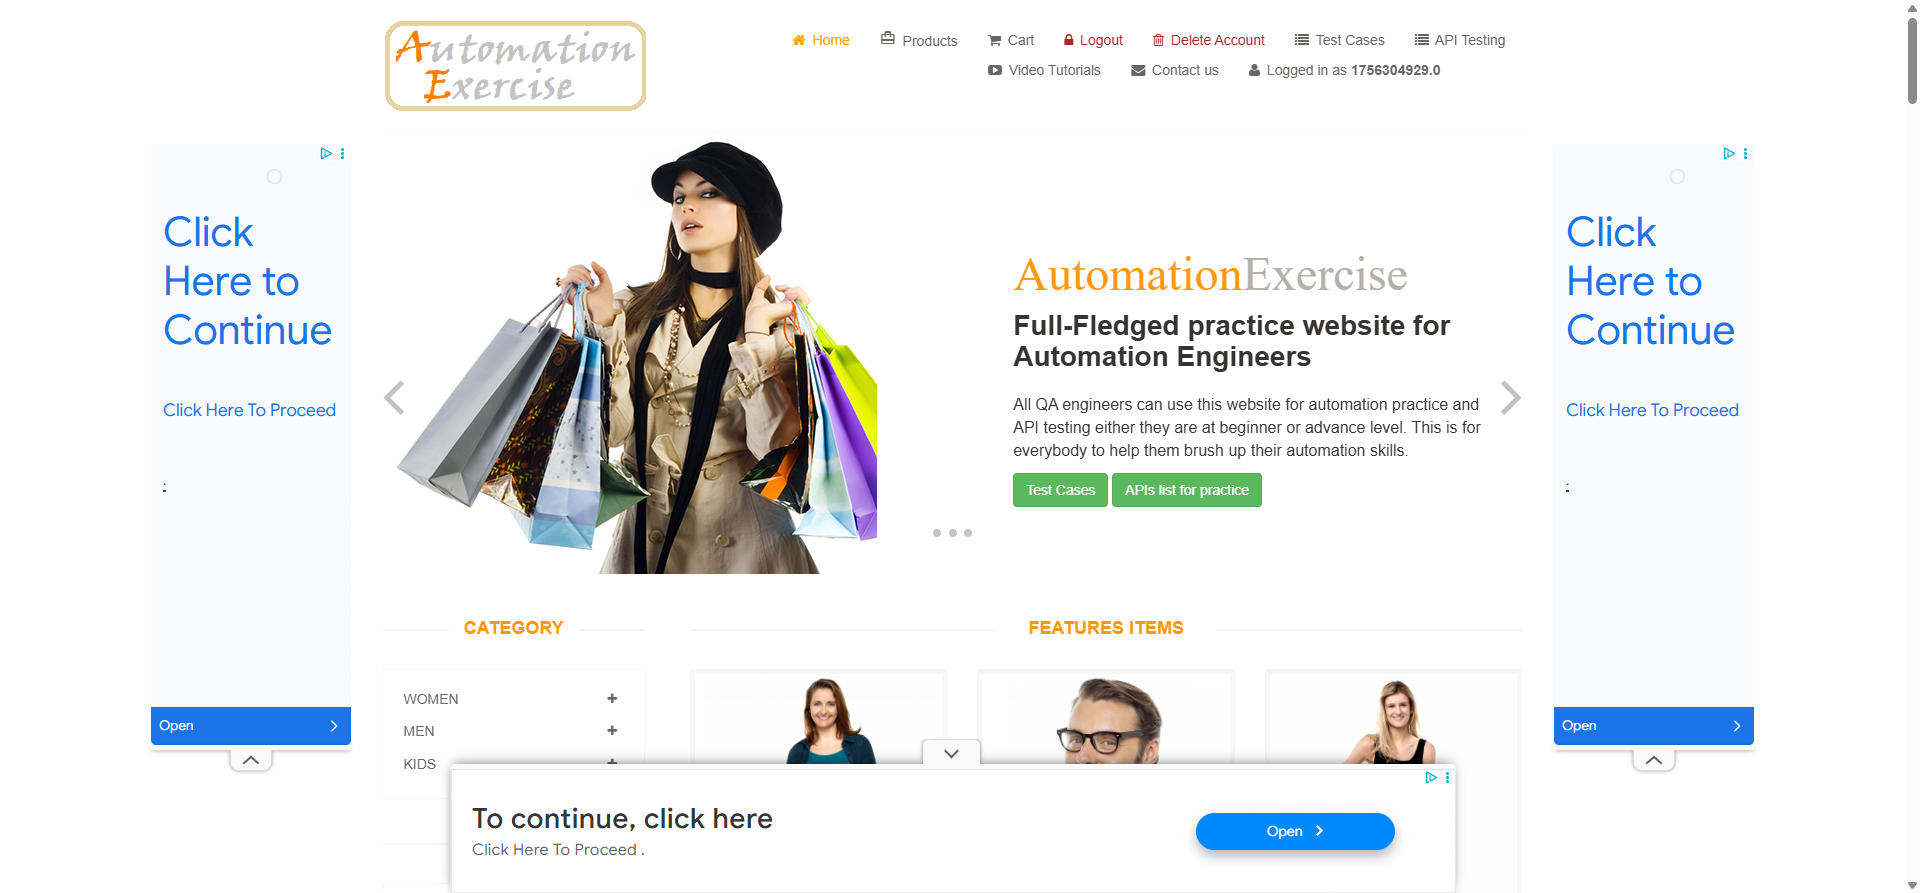 Automation
Exercise
Home
Products
Cart
Logout
Delete Account
Test Cases
API Testing
Video Tutorials
Contact us
Logged in as 1756304929.0
Click
Here to
Continue
Click Here To Proceed
:
Open
AutomationExercise
Full-Fledged practice website for
Automation Engineers
All QA engineers can use this website for automation practice and
API testing either they are at beginner or advance level. This is for
everybody to help them brush up their automation skills.
Test Cases
APIs list for practice
Click
Here to
Continue
Click Here To Proceed
:
Open
CATEGORY
WOMEN
MEN
KIDS
FEATURES ITEMS
To continue, click here
Click Here To Proceed .
Open